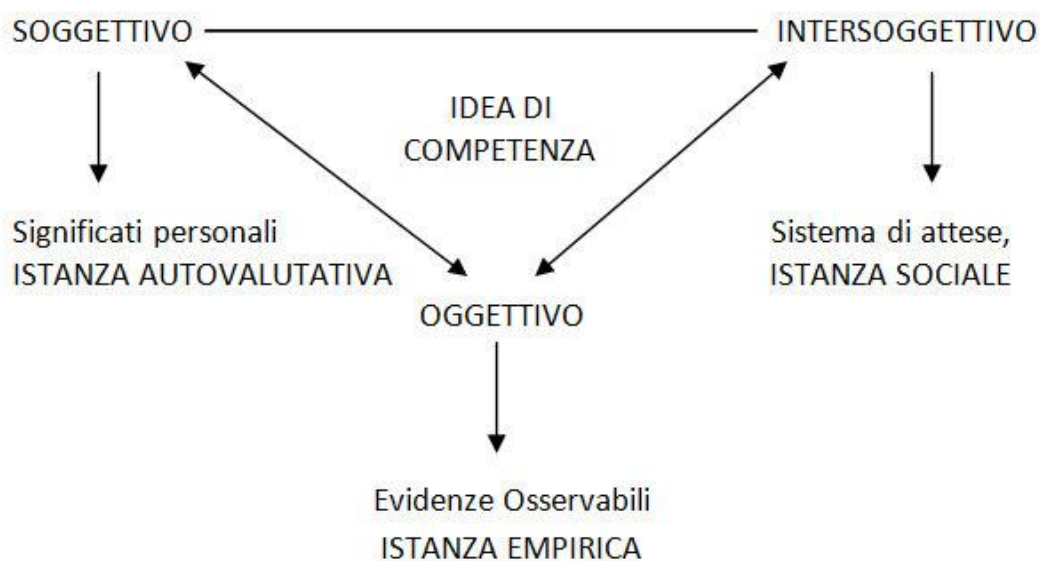 SOGGETTIVO
INTERSOGGETTIVO
IDEA DI
COMPETENZA
Significati personali
ISTANZA AUTOVALUTATIVA
Sistema di attese,
ISTANZA SOCIALE
OGGETTIVO
Evidenze Osservabili
ISTANZA EMPIRICA